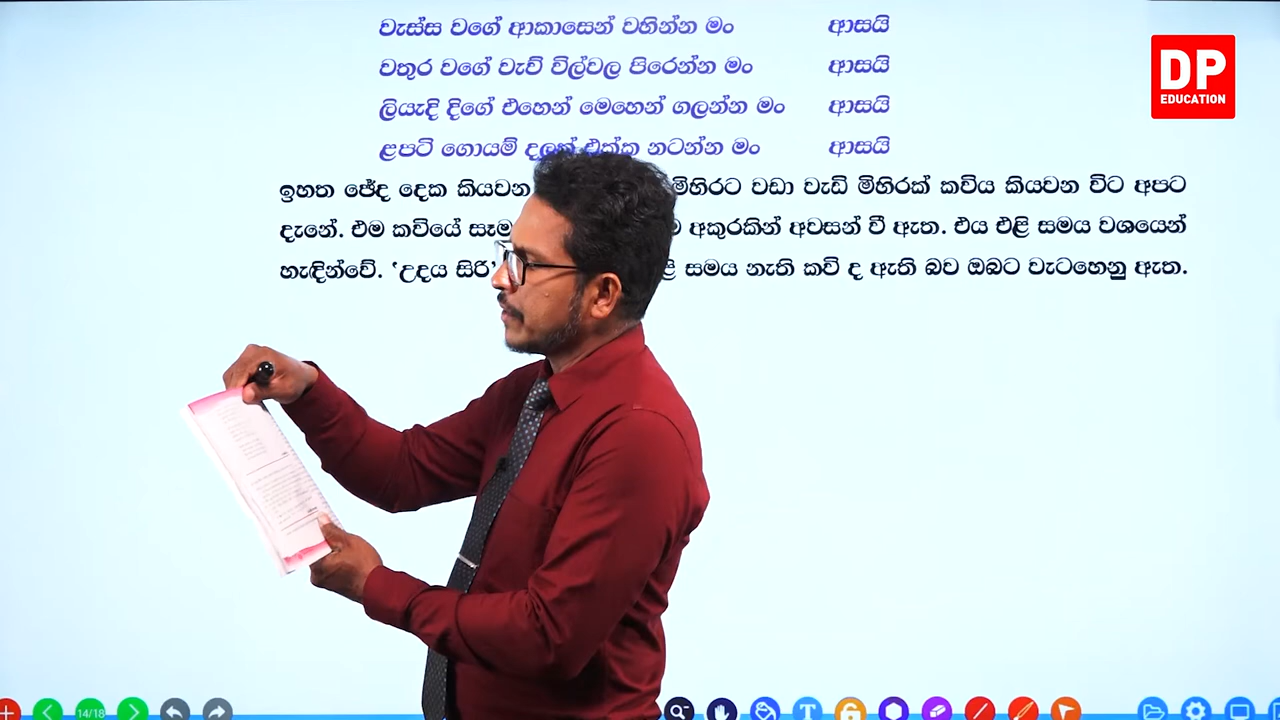 වැස්ස වගේ ආකාසෙන් වහින්න මං ආසයි
වතුර වගේ වැව් විල්වල පිරෙන්න මං ආසයි
ලියැදි දිගේ එහෙන් මෙහෙන් ගලන්න මං ආසයි
ළපටි ගොයම් දලුත් එක්ක නටන්න මං ආසයි
ඉහත ඡේද දෙක කියවන මිහිරට වඩා වැඩි මිහිරක් කවිය කියවන විට අපට
දැනේ. එම කවියේ සෑම අකුරකින් අවසන් වී ඇත. එය එළි සමය වශයෙන්
හැඳින්වේ. 'උදය සිරි' සමය නැති කවි ද ඇති බව ඔබට වැටහෙනු ඇත.
DP
EDUCATION
14/18